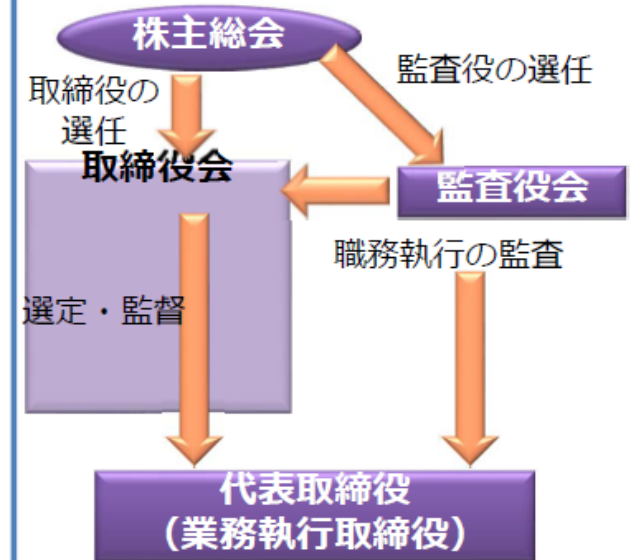 株主総会
取締役の
選任
監査役の選任
取締役会
監査役会
職務執行の監査
選定・監督
代表取締役
（業務執行取締役）